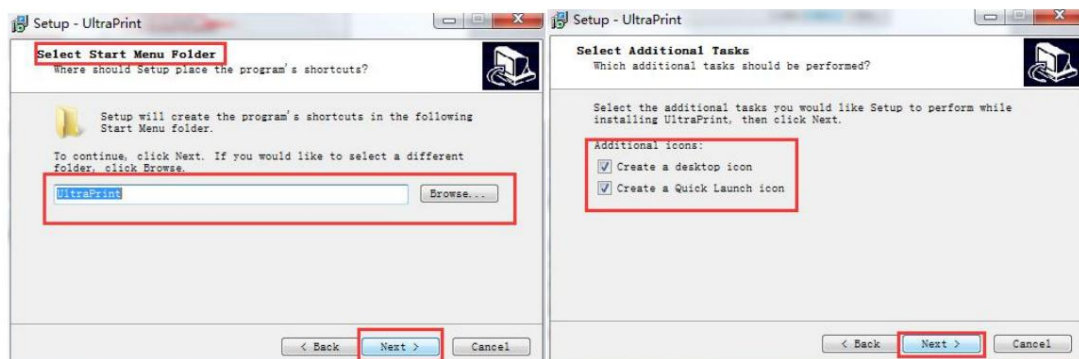 Setup - UltraPrint
Select Start Menu Folder
Where should Setup place the program's shortcuts?
Setup will create the program's shortcuts in the following
Start Menu folder.
To continue, click Next. If you would like to select a different
folder, click Browse.
UltraPrint
Browse...
< Back
Next >
Cancel
Setup - UltraPrint
Select Additional Tasks
Which additional tasks should be performed?
Select the additional tasks you would like Setup to perform while
installing UltraPrint, then click Next.
Additional icons:
Create a desktop icon
Create a Quick Launch icon
< Back
Next >
Cancel